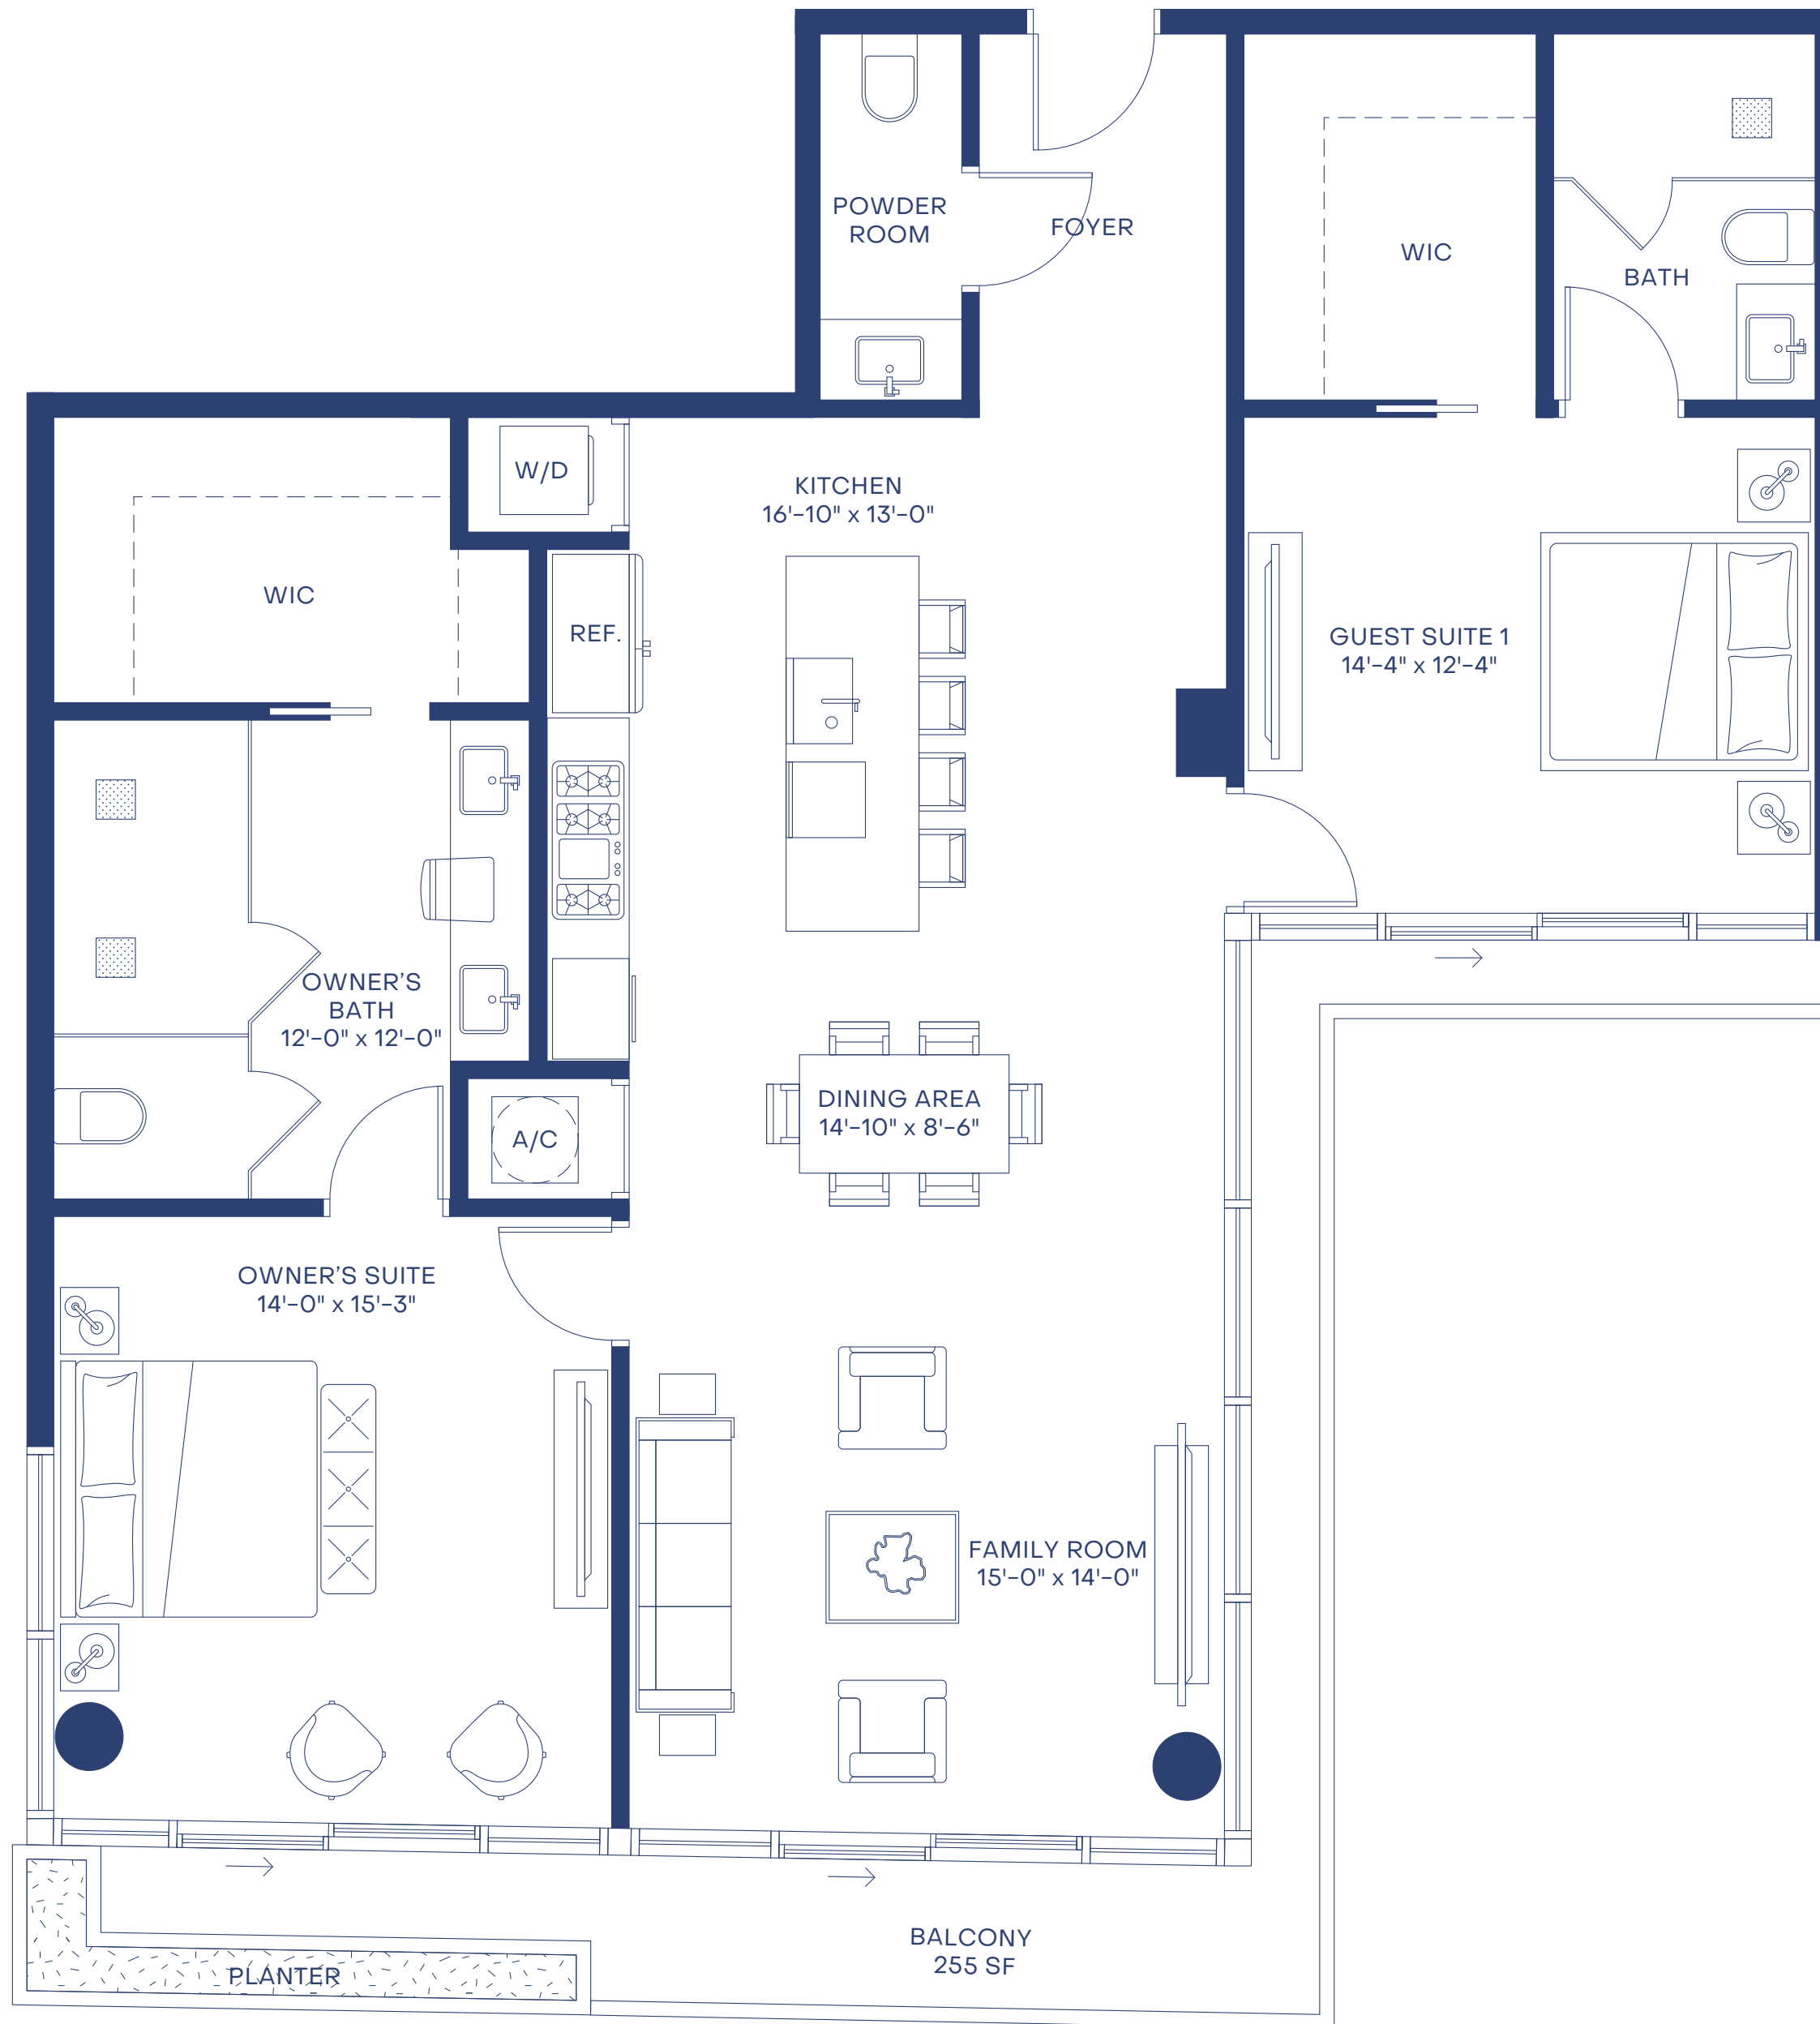 POWDER
ROOM
FOYER
WIC
BATH
W/D
KITCHEN
16'-10" x 13'-0"
WIC
REF.
GUEST SUITE 1
14'-4" x 12'-4"
OWNER'S
BATH
12'-0" x 12'-0"
DINING AREA
14'-10" x 8'-6"
A/C
OWNER'S SUITE
14'-0" x 15'-3"
FAMILY ROOM
15'-0" x 14'-0"
BALCONY
255 SF
PLANTER